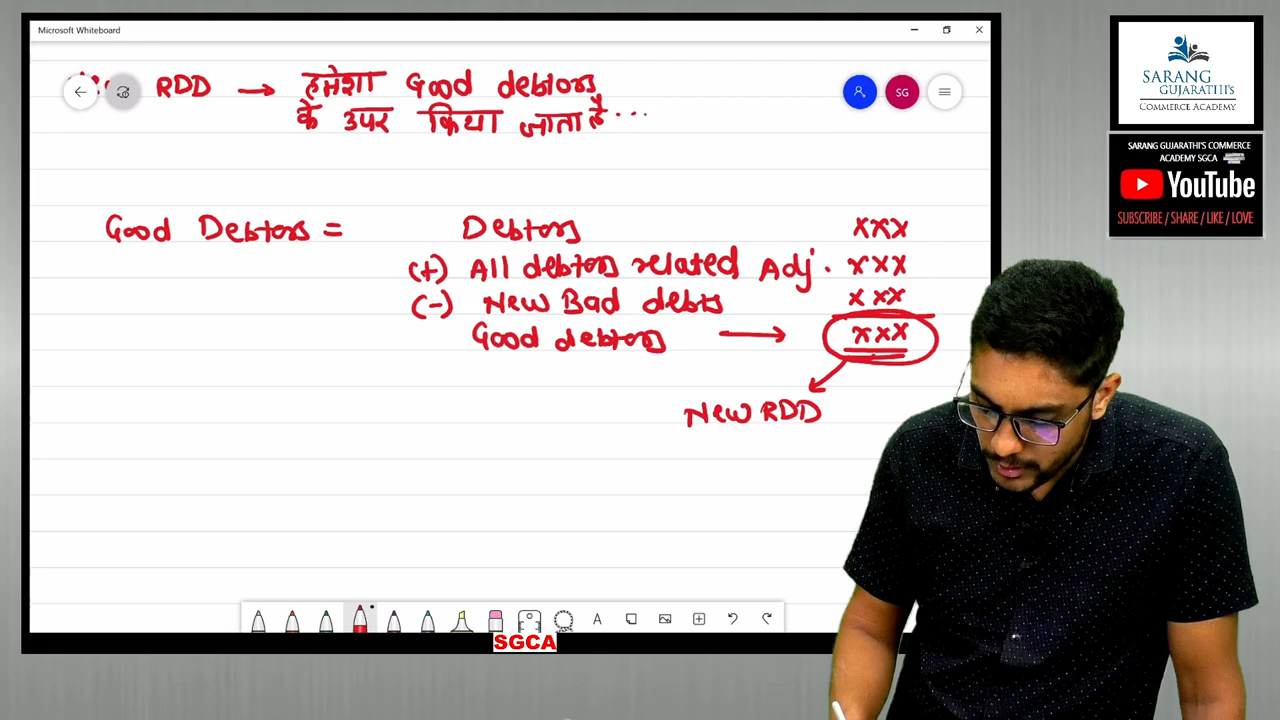 Microsoft Whiteboard
RDD → हमेशा Good debtors
के उपर किया जाता है...
SG
Good Debtors = Debtors xxx
(+) All debtors related Adj. xxx
(-) New Bad debts xxx
Good debtors → xxx
New RDD
A
SGCA
SARANG
GUJARATHI'S
COMMERCE ACADEMY
SARANG GUJARATHI'S COMMERCE
ACADEMY SGCA
YouTube
SUBSCRIBE / SHARE / LIKE / LOVE